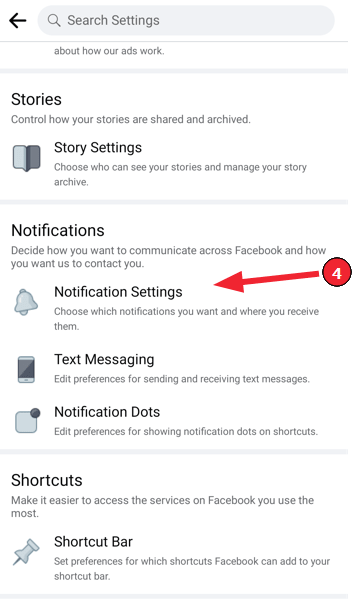 Search Settings
about how our ads work.
Stories
Control how your stories are shared and archived.
Story Settings
Choose who can see your stories and manage your story
archive.
Notifications
Decide how you want to communicate across Facebook and how
you want us to contact you.
4
Notification Settings
Choose which notifications you want and where you receive
them.
Text Messaging
Edit preferences for sending and receiving text messages.
Notification Dots
Edit preferences for showing notification dots on shortcuts.
Shortcuts
Make it easier to access the services on Facebook you use the
most.
Shortcut Bar
Set preferences for which shortcuts Facebook can add to your
shortcut bar.